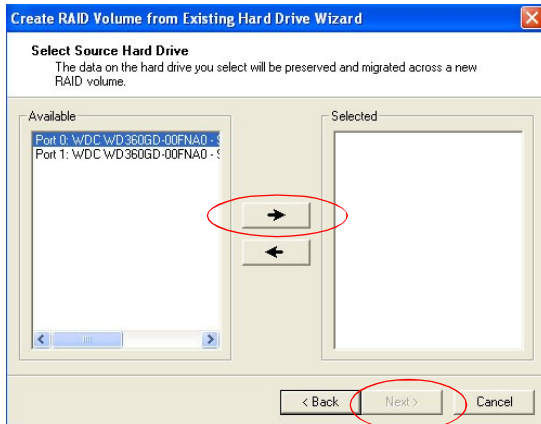 Create RAID Volume from Existing Hard Drive Wizard
Select Source Hard Drive
The data on the hard drive you select will be preserved and migrated across a new
RAID volume.
Available
Selected
Port 0: WDC WD360GD-00FNA0 - S
Port 1: WDC WD360GD-00FNA0 - S
< Back
Next >
Cancel